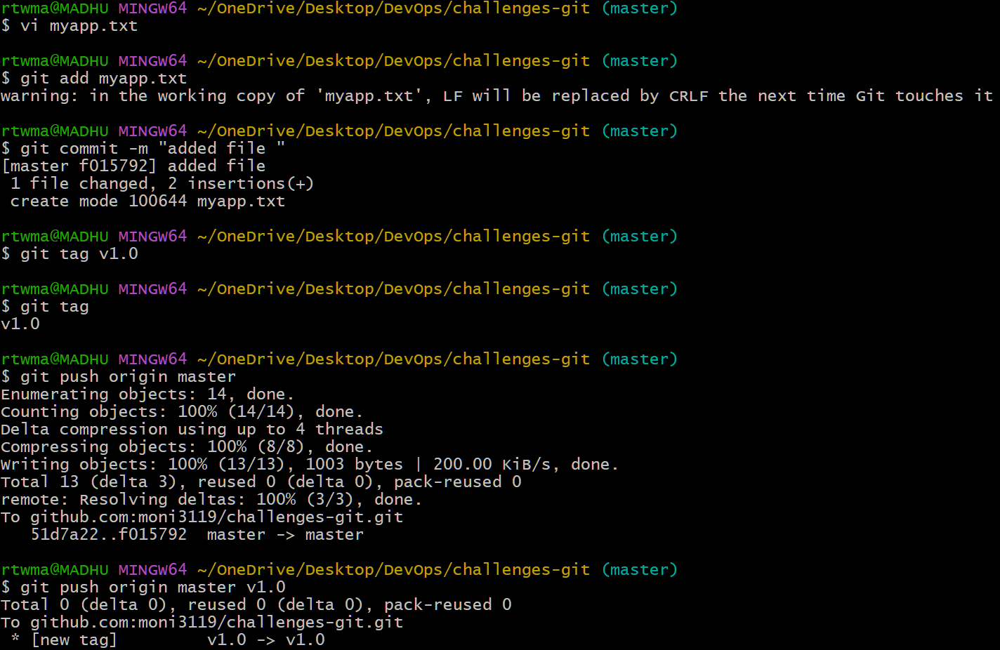 rtwma@MADHU MINGW64 ~/OneDrive/Desktop/DevOps/challenges-git (master)
$ vi myapp.txt
rtwma@MADHU MINGW64 ~/OneDrive/Desktop/DevOps/challenges-git (master)
$ git add myapp.txt
warning: in the working copy of 'myapp.txt', LF will be replaced by CRLF the next time Git touches it
rtwma@MADHU MINGW64 ~/OneDrive/Desktop/DevOps/challenges-git (master)
$ git commit -m "added file "
[master f015792] added file
 1 file changed, 2 insertions(+)
 create mode 100644 myapp.txt
rtwma@MADHU MINGW64 ~/OneDrive/Desktop/DevOps/challenges-git (master)
$ git tag v1.0
rtwma@MADHU MINGW64 ~/OneDrive/Desktop/DevOps/challenges-git (master)
$ git tag
v1.0
rtwma@MADHU MINGW64 ~/OneDrive/Desktop/DevOps/challenges-git (master)
$ git push origin master
Enumerating objects: 14, done.
Counting objects: 100% (14/14), done.
Delta compression using up to 4 threads
Compressing objects: 100% (8/8), done.
Writing objects: 100% (13/13), 1003 bytes | 200.00 KiB/s, done.
Total 13 (delta 3), reused 0 (delta 0), pack-reused 0
remote: Resolving deltas: 100% (3/3), done.
To github.com:moni3119/challenges-git.git
   51d7a22..f015792  master -> master
rtwma@MADHU MINGW64 ~/OneDrive/Desktop/DevOps/challenges-git (master)
$ git push origin master v1.0
Total 0 (delta 0), reused 0 (delta 0), pack-reused 0
To github.com:moni3119/challenges-git.git
 * [new tag]         v1.0 -> v1.0